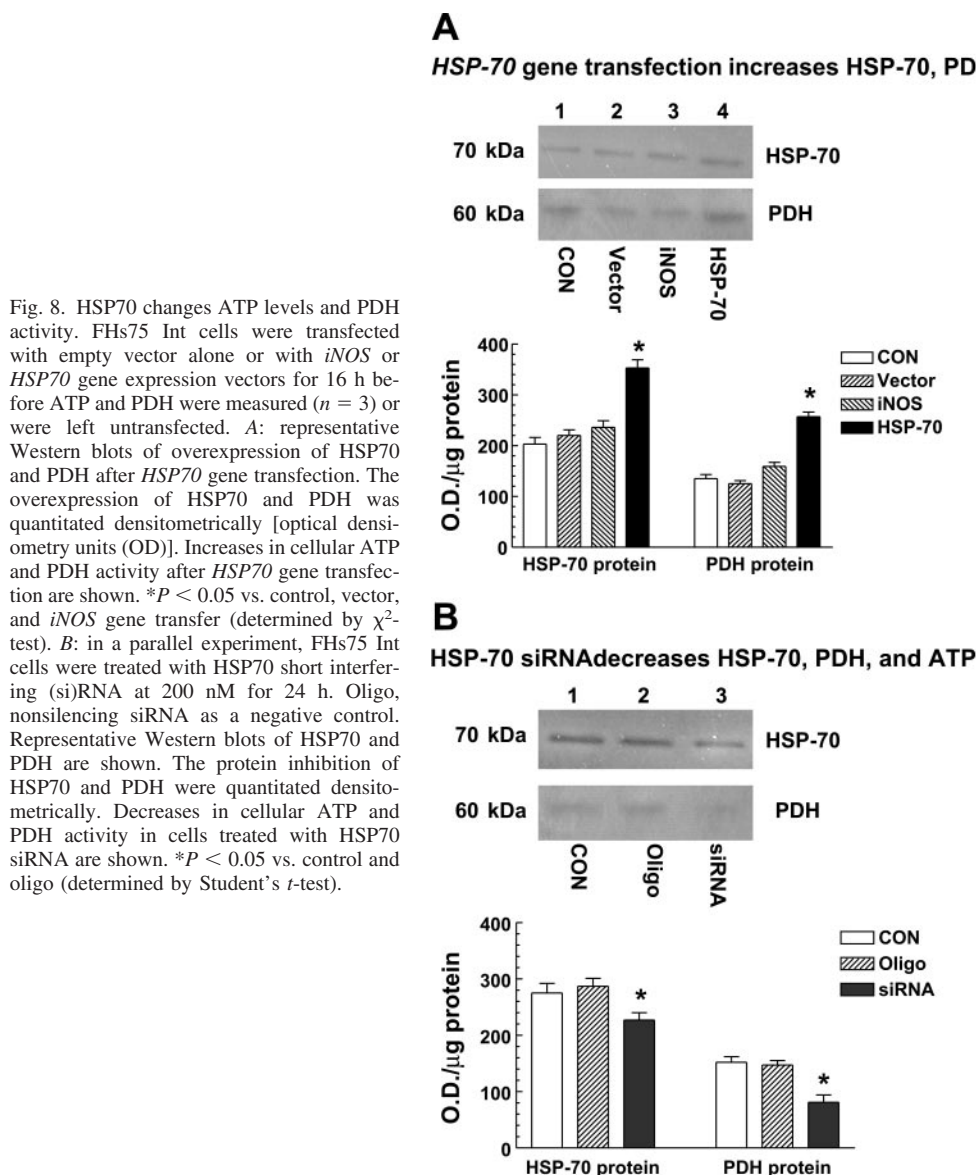 Fig. 8. HSP70 changes ATP levels and PDH
activity. FHs75 Int cells were transfected
with empty vector alone or with iNOS or
HSP70 gene expression vectors for 16 h be-
fore ATP and PDH were measured (n = 3) or
were left untransfected. A: representative
Western blots of overexpression of HSP70
and PDH after HSP70 gene transfection. The
overexpression of HSP70 and PDH was
quantitated densitometrically [optical densi-
ometry units (OD)]. Increases in cellular ATP
and PDH activity after HSP70 gene transfec-
tion are shown. *P < 0.05 vs. control, vector,
and iNOS gene transfer (determined by χ²-
test). B: in a parallel experiment, FHs75 Int
cells were treated with HSP70 short interfer-
ing (si)RNA at 200 nM for 24 h. Oligo,
nonsilencing siRNA as a negative control.
Representative Western blots of HSP70 and
PDH are shown. The protein inhibition of
HSP70 and PDH were quantitated densito-
metrically. Decreases in cellular ATP and
PDH activity in cells treated with HSP70
siRNA are shown. *P < 0.05 vs. control and
oligo (determined by Student's t-test).
A
HSP-70 gene transfection increases HSP-70, PD
1 2 3 4
70 kDa HSP-70
60 kDa PDH
CON Vector iNOS HSP-70
O.D./µg protein
400
300
200
100
0
* *
CON
Vector
iNOS
HSP-70
HSP-70 protein PDH protein
B
HSP-70 siRNAdecreases HSP-70, PDH, and ATP
1 2 3
70 kDa HSP-70
60 kDa PDH
CON Oligo siRNA
O.D./µg protein
400
300
200
100
0
* *
CON
Oligo
siRNA
HSP-70 protein PDH protein